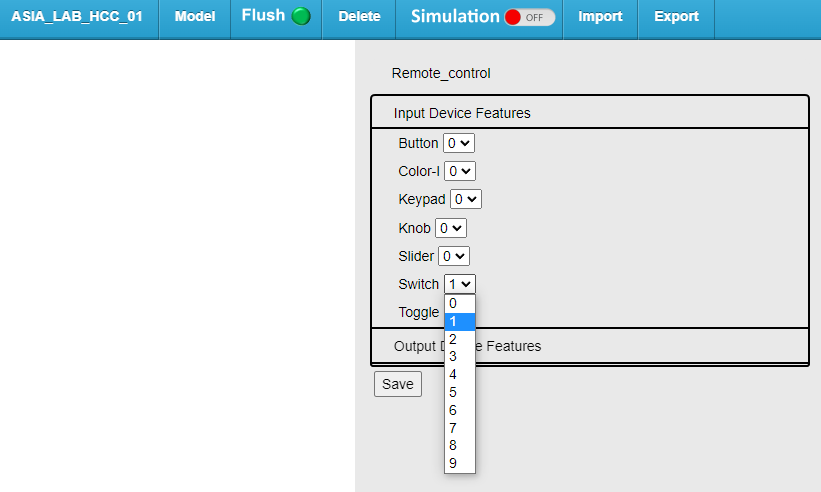 ASIA_LAB_HCC_01 Model Flush Delete Simulation OFF Import Export
Remote_control
Input Device Features
Button 0
Color-I 0
Keypad 0
Knob 0
Slider 0
Switch 1
0
Toggle
1
2
Output D e Features
3
4
Save
5
6
7
8
9